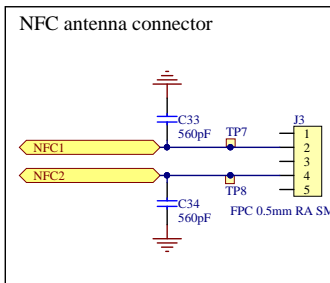 NFC antenna connector
C33
560pF
J3
TP7
1
NFC1
2
3
NFC2
4
TP8
5
C34
560pF
FPC 0.5mm RA SM